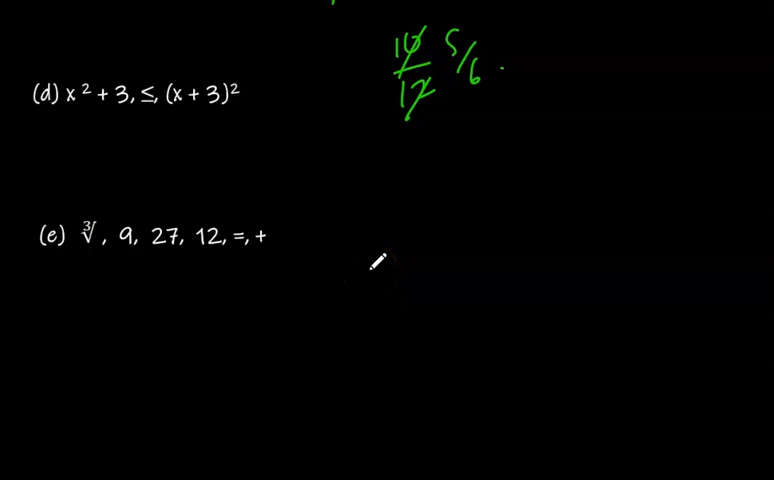 10/12 5/6
(d) x² + 3, ≤, (x + 3)²
(e) ∛ , 9, 27, 12, =, +